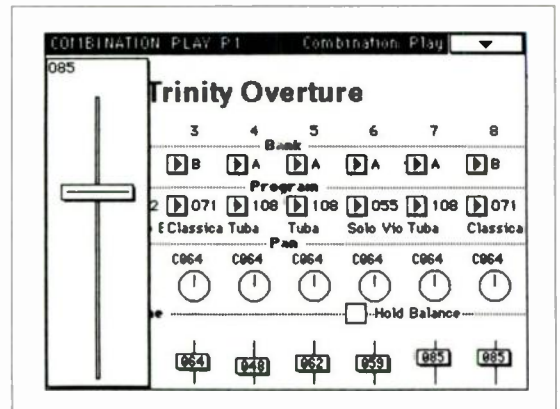 COMBINATION PLAY P1 Combination Play
085
Trinity Overture
3 4 5 6 7 8
Bank
B A A A A B
Program
2 071 108 108 055 108 071
E Classica Tuba Tuba Solo Vio Tuba Classica
Pan
C064 C064 C064 C064 C064 C064
e Hold Balance
064 048 062 059 085 085